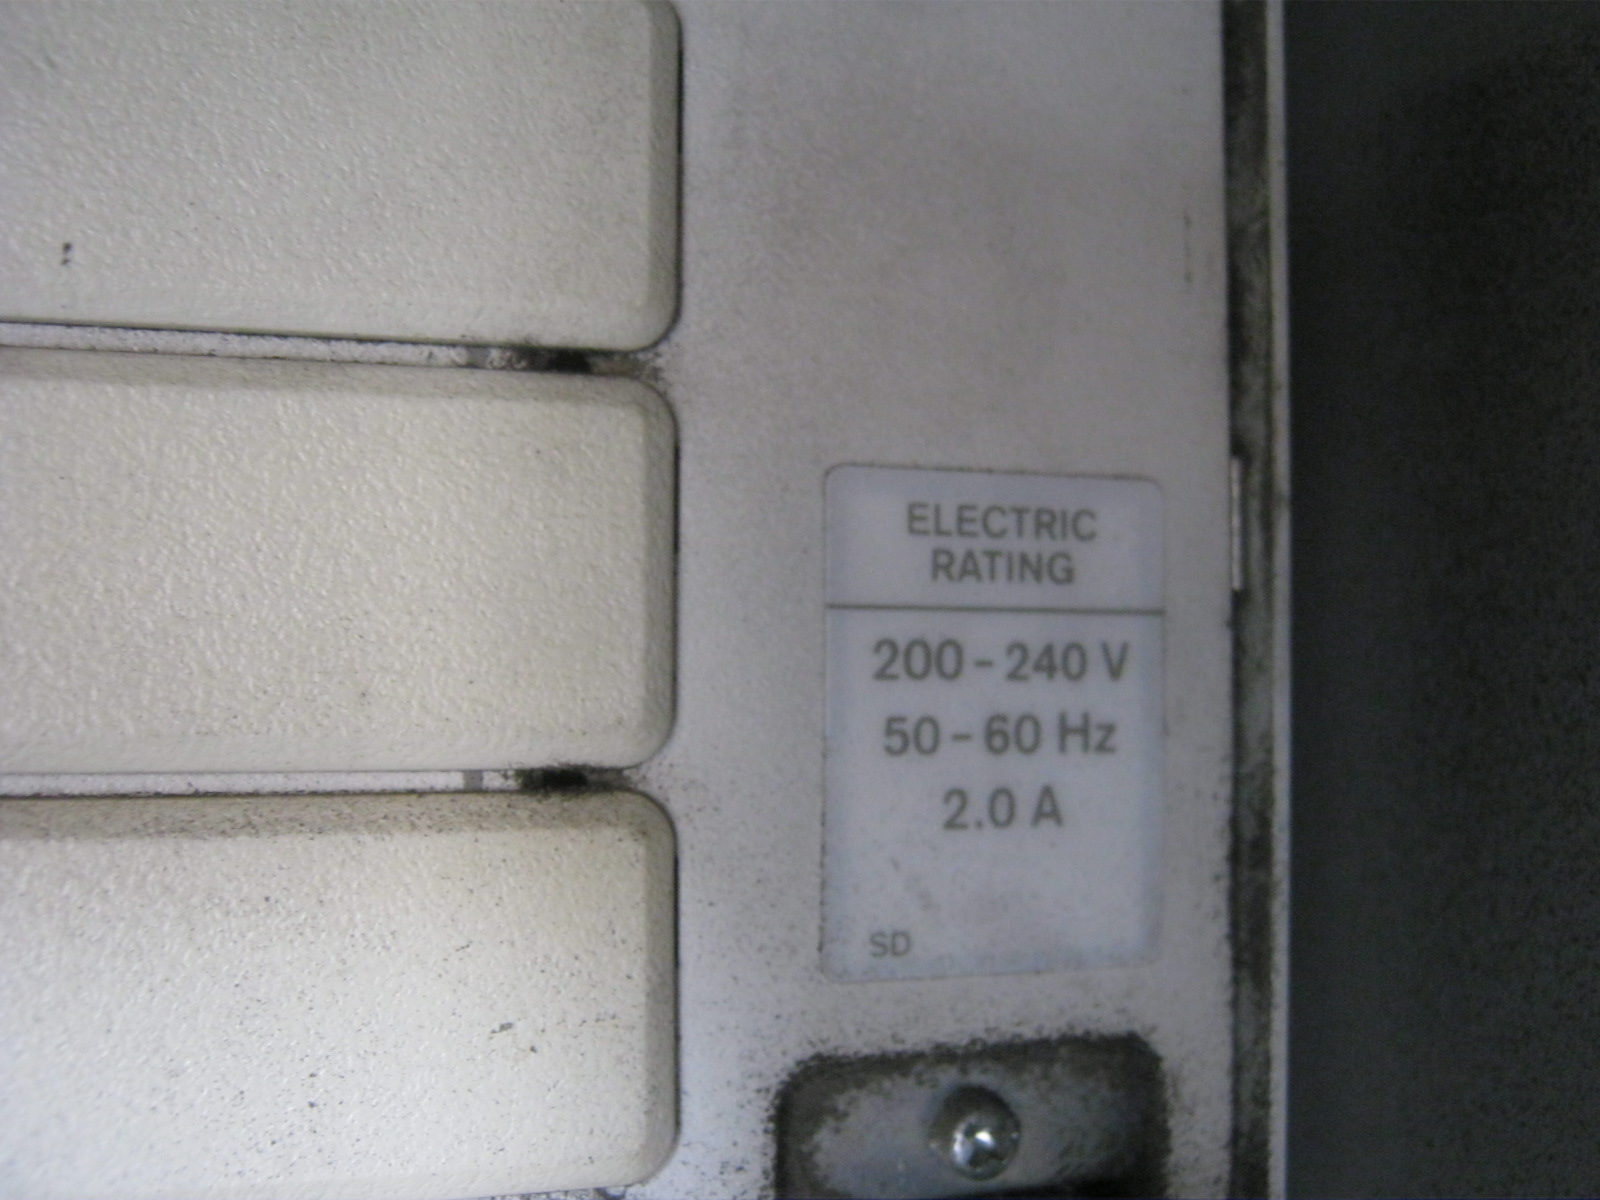 ELECTRIC
RATING
200-240 V
50-60 Hz
2.0 A
SD